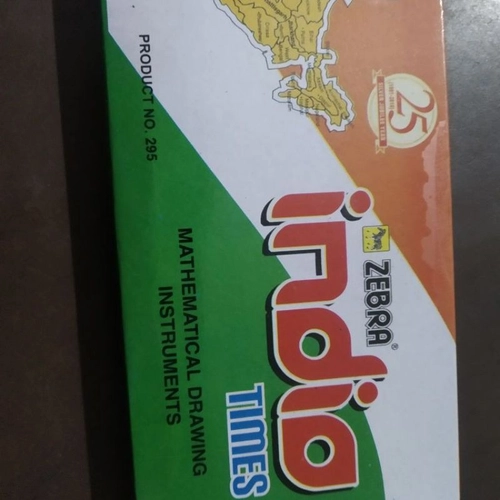 25
ZEBRA®
india
TIMES
MATHEMATICAL DRAWING
INSTRUMENTS
PRODUCT NO. 295